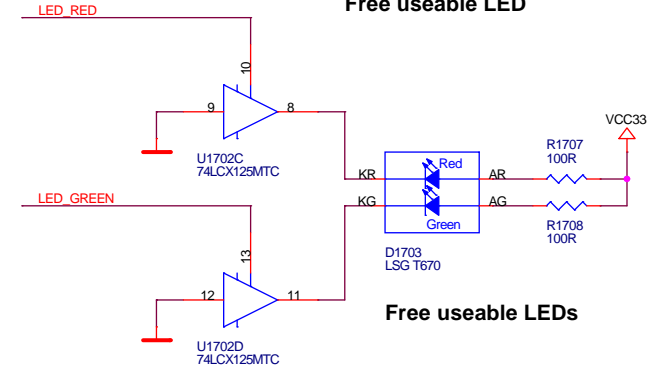 Free useable LED
LED_RED
10
9
8
U1702C
74LCX125MTC
VCC33
R1707
100R
KR
Red
AR
KG
AG
Green
R1708
100R
D1703
LSG T670
LED_GREEN
13
12
11
U1702D
74LCX125MTC
Free useable LEDs